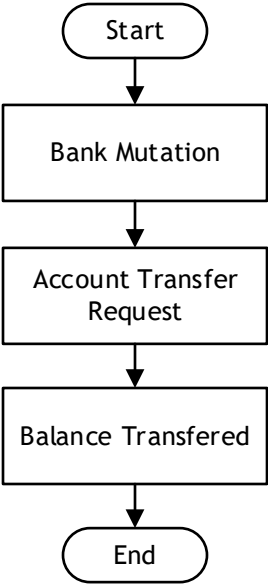 Start
Bank Mutation
Account Transfer
Request
Balance Transfered
End